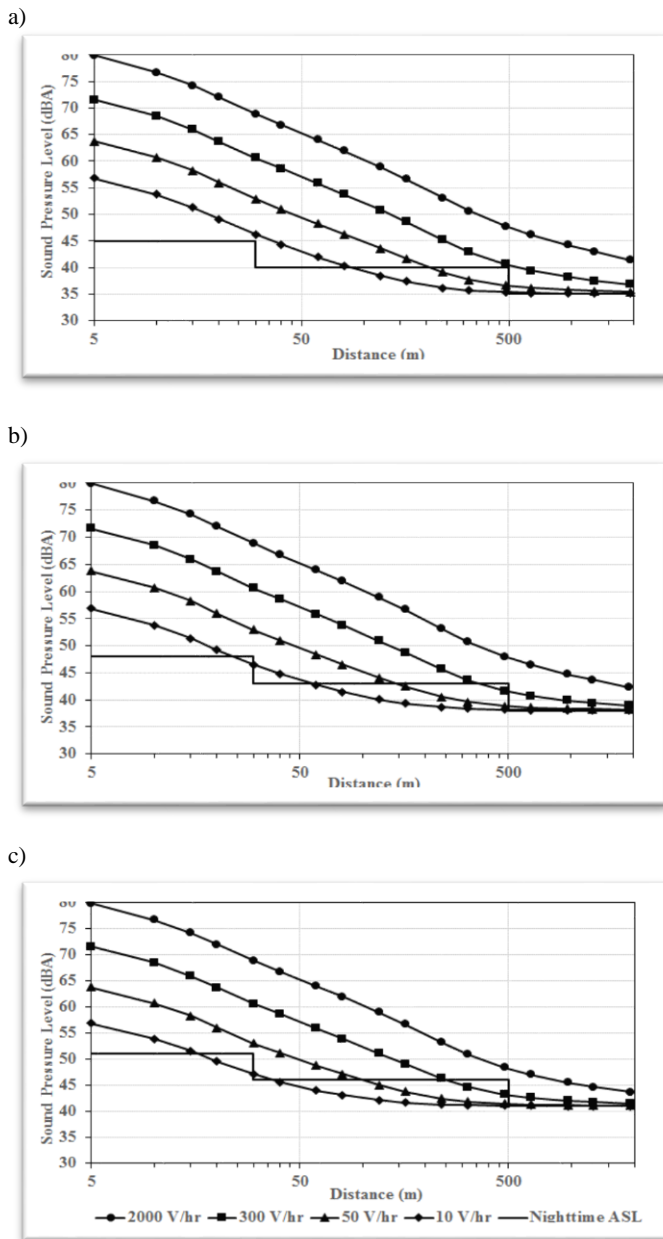 a)
80
75
70
65
60
55
50
45
40
35
30
Sound Pressure Level (dBA)
5 50 500
Distance (m)
b)
80
75
70
65
60
55
50
45
40
35
30
Sound Pressure Level (dBA)
5 50 500
Distance (m)
c)
80
75
70
65
60
55
50
45
40
35
30
Sound Pressure Level (dBA)
5 50 500
Distance (m)
2000 V/hr 300 V/hr 50 V/hr 10 V/hr Nighttime ASL